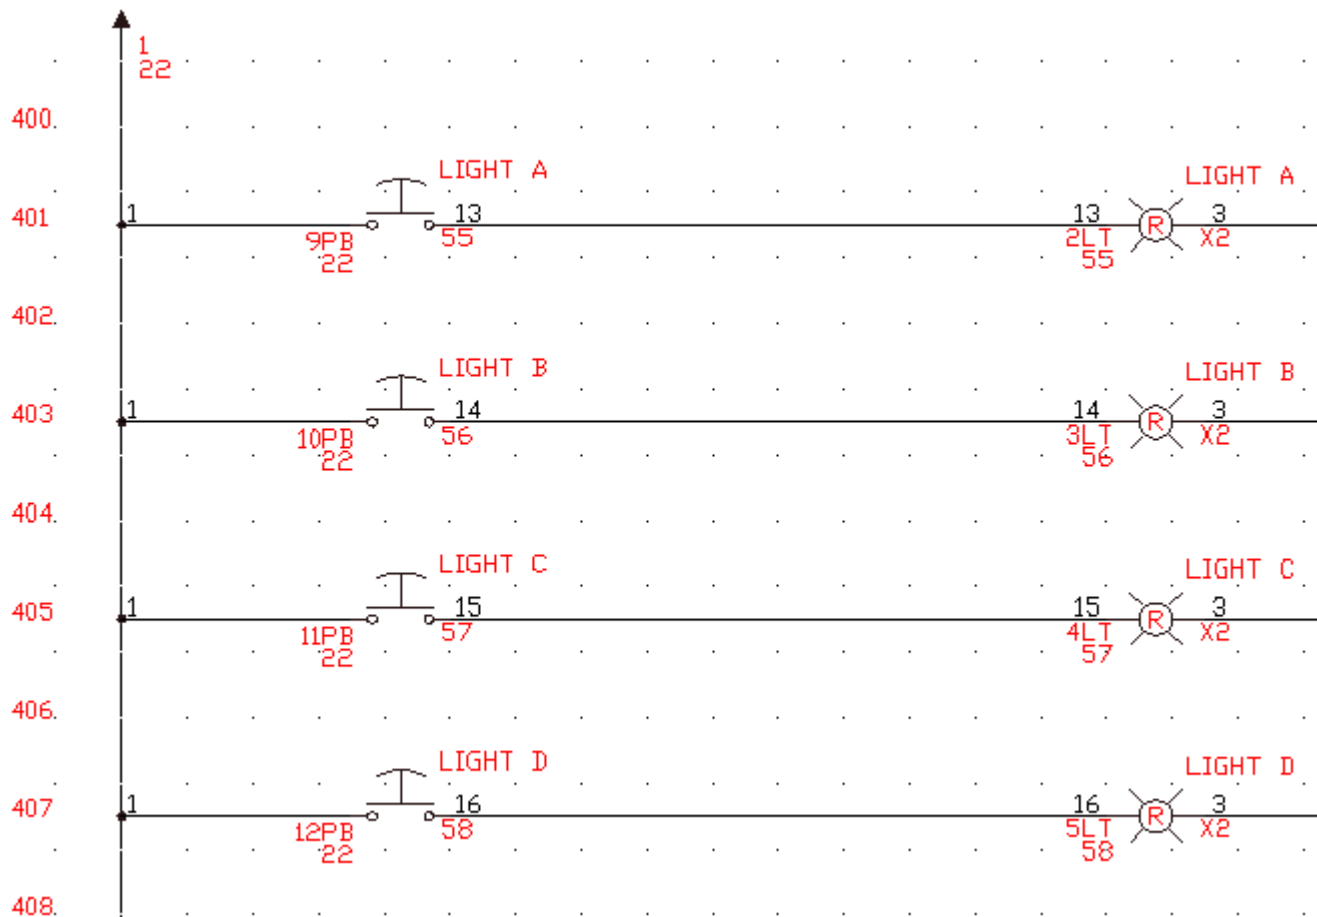 1
22
400
LIGHT A LIGHT A
401 1 13 13 R 3
9PB 55 2LT X2
22 55
402
LIGHT B LIGHT B
403 1 14 14 R 3
10PB 56 3LT X2
22 56
404
LIGHT C LIGHT C
405 1 15 15 R 3
11PB 57 4LT X2
22 57
406
LIGHT D LIGHT D
407 1 16 16 R 3
12PB 58 5LT X2
22 58
408